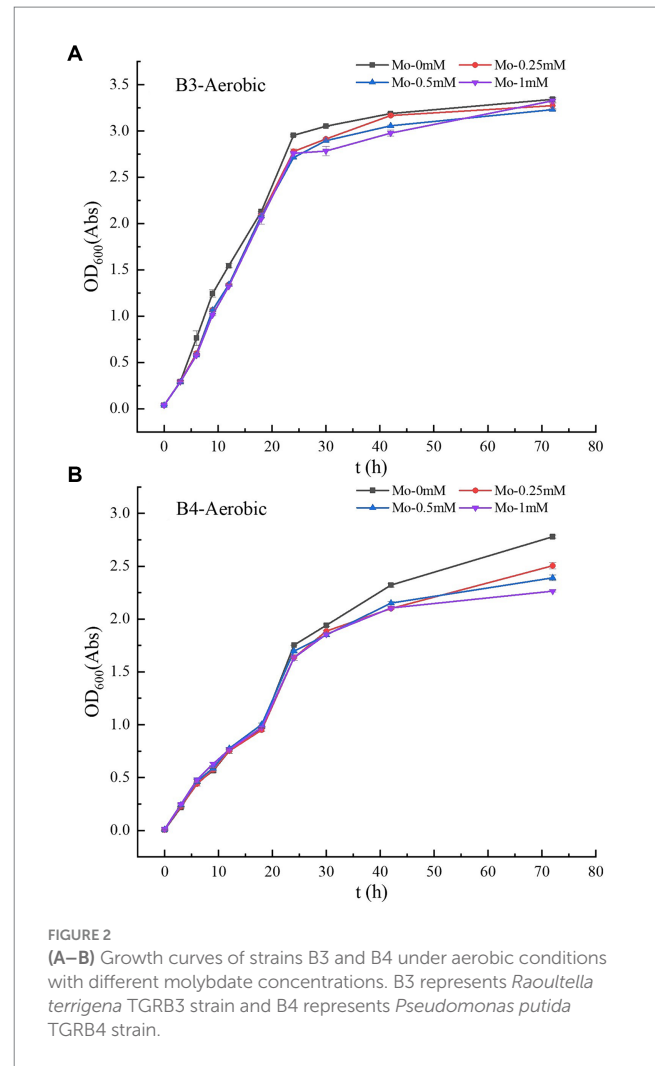 A
B3-Aerobic
Mo-0mM Mo-0.25mM
Mo-0.5mM Mo-1mM
3.5
3.0
2.5
2.0
1.5
1.0
0.5
0.0
OD600(Abs)
0 10 20 30 40 50 60 70 80
t (h)
B
B4-Aerobic
Mo-0mM Mo-0.25mM
Mo-0.5mM Mo-1mM
3.0
2.5
2.0
1.5
1.0
0.5
0.0
OD600(Abs)
0 10 20 30 40 50 60 70 80
t (h)
FIGURE 2
(A–B) Growth curves of strains B3 and B4 under aerobic conditions
with different molybdate concentrations. B3 represents Raoultella
terrigena TGRB3 strain and B4 represents Pseudomonas putida
TGRB4 strain.